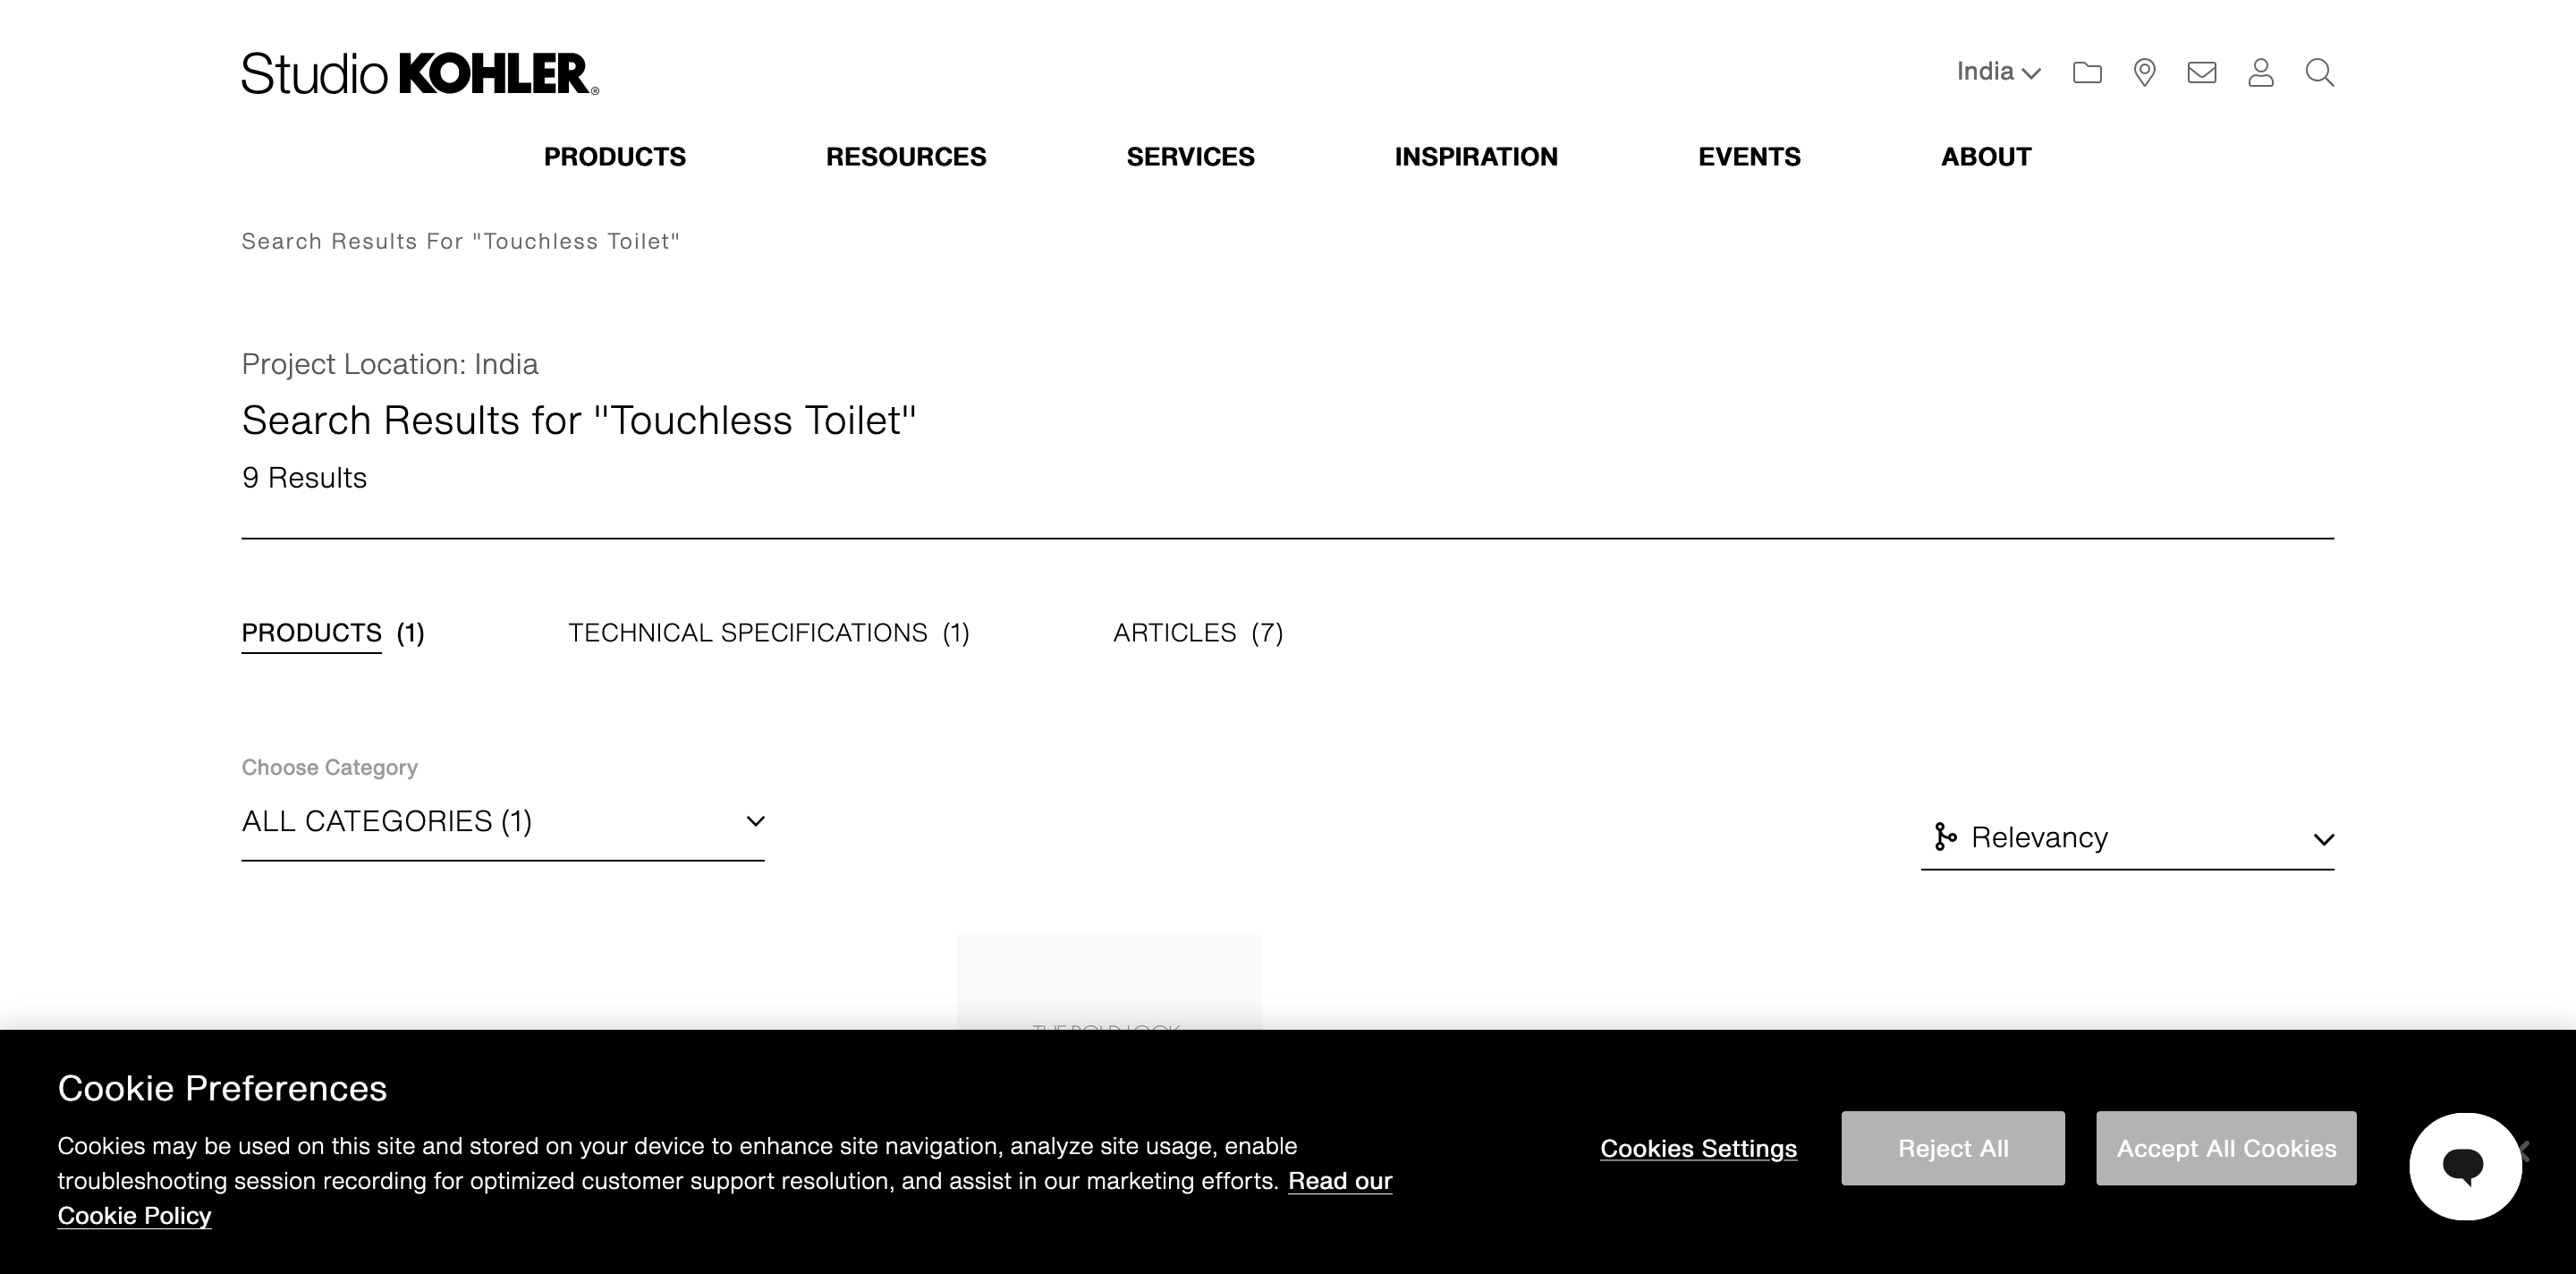 Studio KOHLER®
India
PRODUCTS RESOURCES SERVICES INSPIRATION EVENTS ABOUT
Search Results For "Touchless Toilet"
Project Location: India
Search Results for "Touchless Toilet"
9 Results
PRODUCTS (1) TECHNICAL SPECIFICATIONS (1) ARTICLES (7)
Choose Category
ALL CATEGORIES (1)
Relevancy
THE BOLD LOOK
Cookie Preferences
Cookies may be used on this site and stored on your device to enhance site navigation, analyze site usage, enable
troubleshooting session recording for optimized customer support resolution, and assist in our marketing efforts. Read our
Cookie Policy
Cookies Settings
Reject All
Accept All Cookies